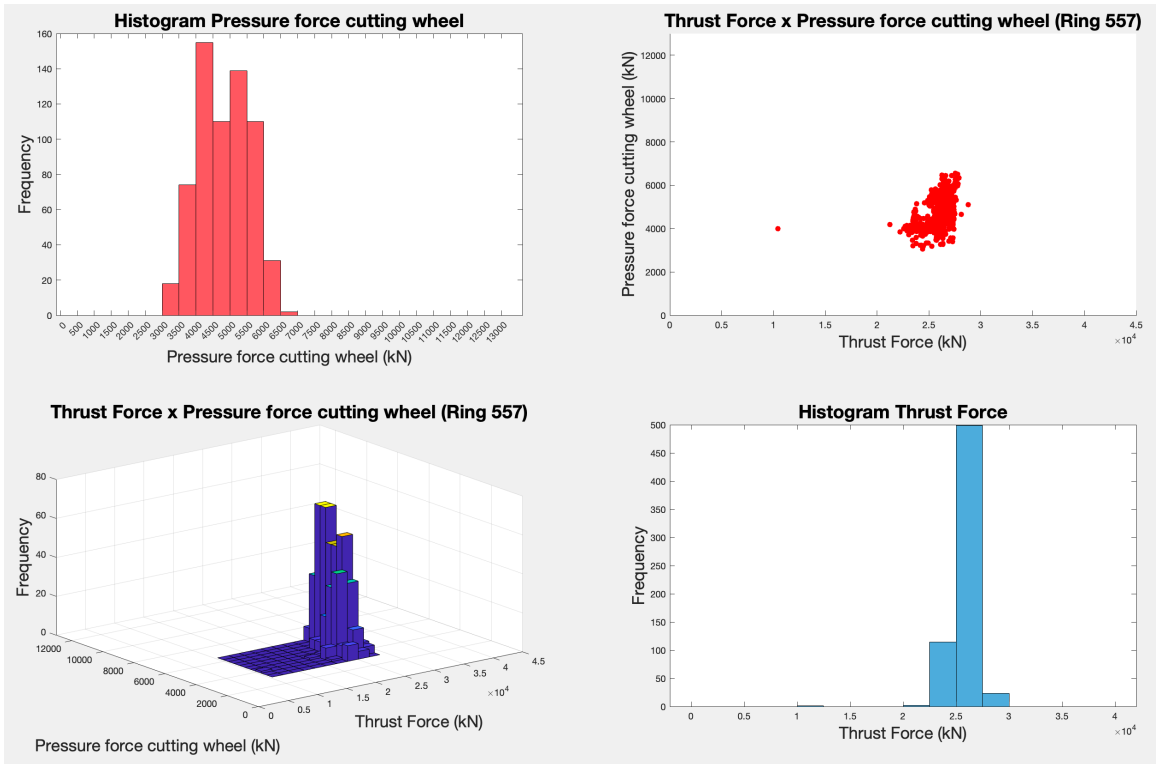 Histogram Pressure force cutting wheel
160
140
120
100
80
60
40
20
0
Frequency
0 500 1000 1500 2000 2500 3000 3500 4000 4500 5000 5500 6000 6500 7000 7500 8000 8500 9000 9500 10000 10500 11000 11500 12000 12500 13000
Pressure force cutting wheel (kN)
Thrust Force x Pressure force cutting wheel (Ring 557)
12000
10000
8000
6000
4000
2000
0
Pressure force cutting wheel (kN)
0 0.5 1 1.5 2 2.5 3 3.5 4 4.5
×10⁴
Thrust Force (kN)
Thrust Force x Pressure force cutting wheel (Ring 557)
80
60
40
20
0
Frequency
12000
10000
8000
6000
4000
2000
0
Pressure force cutting wheel (kN)
0 0.5 1 1.5 2 2.5 3 3.5 4 4.5
×10⁴
Thrust Force (kN)
Histogram Thrust Force
500
450
400
350
300
250
200
150
100
50
0
Frequency
0 0.5 1 1.5 2 2.5 3 3.5 4
×10⁴
Thrust Force (kN)